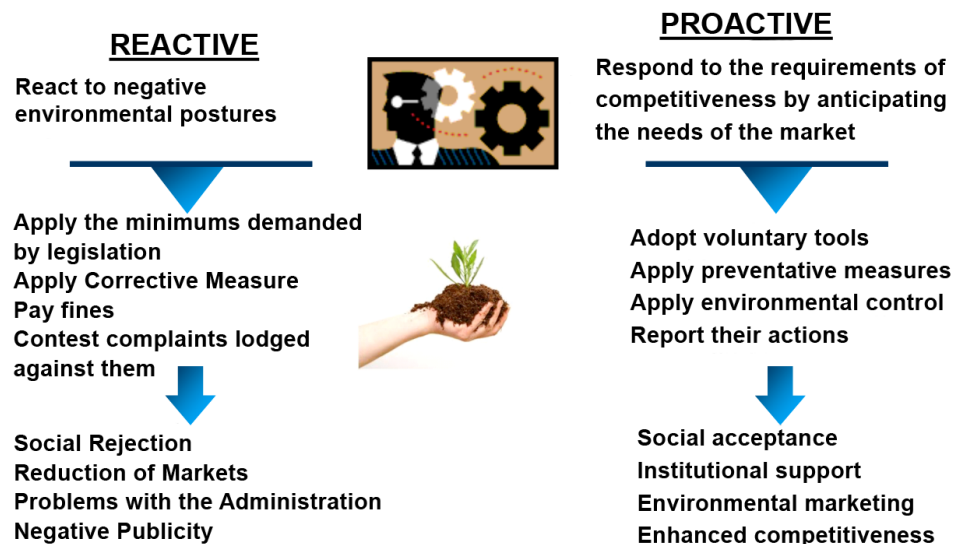 REACTIVE
React to negative
environmental postures
Apply the minimums demanded
by legislation
Apply Corrective Measure
Pay fines
Contest complaints lodged
against them
Social Rejection
Reduction of Markets
Problems with the Administration
Negative Publicity
PROACTIVE
Respond to the requirements of
competitiveness by anticipating
the needs of the market
Adopt voluntary tools
Apply preventative measures
Apply environmental control
Report their actions
Social acceptance
Institutional support
Environmental marketing
Enhanced competitiveness